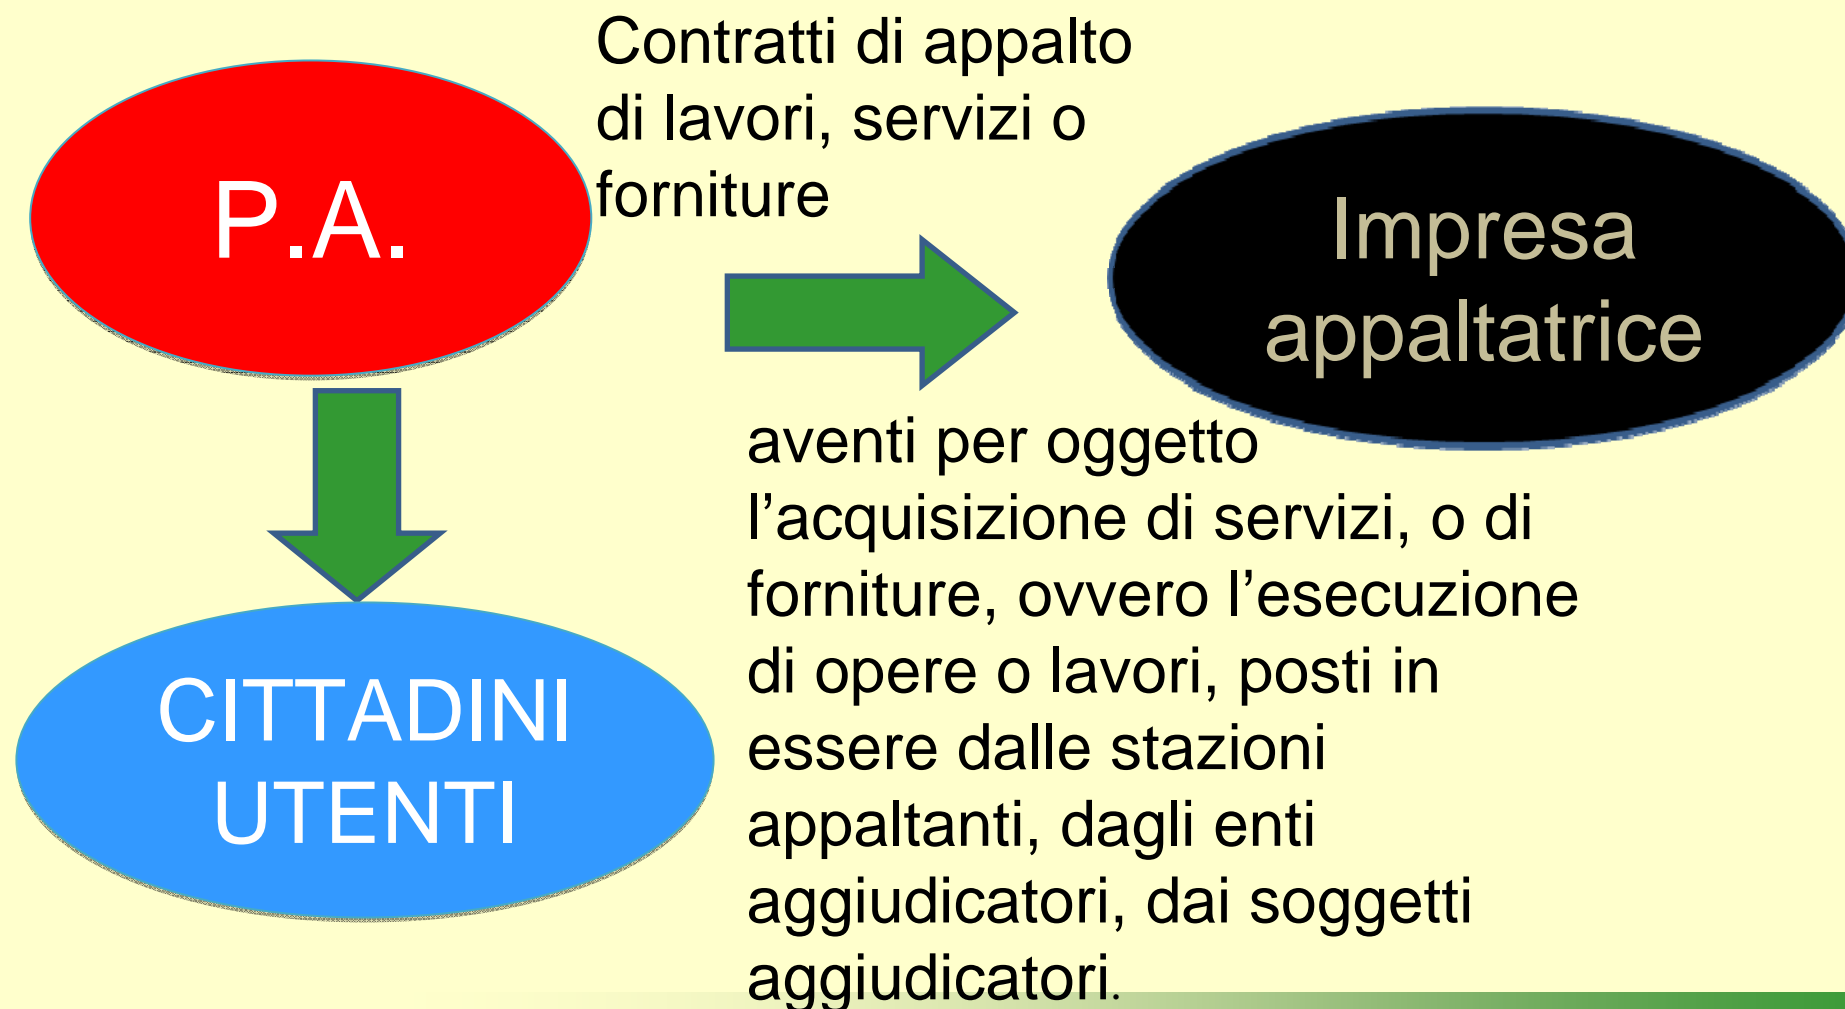 Contratti di appalto
di lavori, servizi o
forniture
P.A.
Impresa
appaltatrice
aventi per oggetto
l’acquisizione di servizi, o di
forniture, ovvero l’esecuzione
di opere o lavori, posti in
essere dalle stazioni
appaltanti, dagli enti
aggiudicatori, dai soggetti
aggiudicatori.
CITTADINI
UTENTI